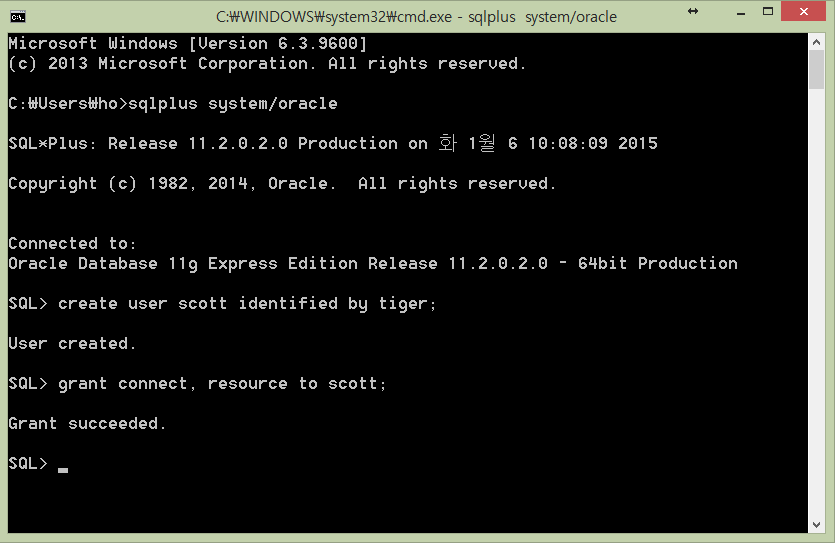 C:₩WINDOWS₩system32₩cmd.exe - sqlplus  system/oracle
Microsoft Windows [Version 6.3.9600]
(c) 2013 Microsoft Corporation. All rights reserved.
C:₩Users₩ho>sqlplus system/oracle
SQL*Plus: Release 11.2.0.2.0 Production on 화 1월 6 10:08:09 2015
Copyright (c) 1982, 2014, Oracle.  All rights reserved.
Connected to:
Oracle Database 11g Express Edition Release 11.2.0.2.0 - 64bit Production
SQL> create user scott identified by tiger;
User created.
SQL> grant connect, resource to scott;
Grant succeeded.
SQL>